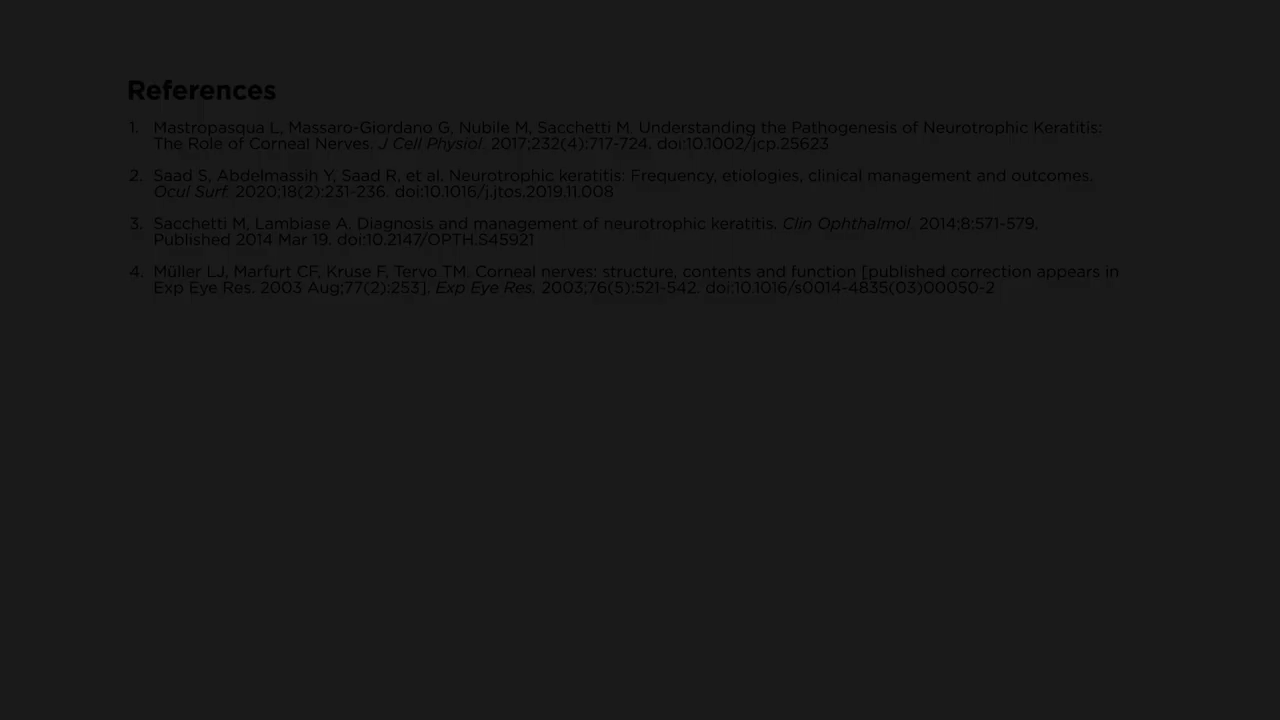 References
1. Mastropasqua L, Massaro-Giordano G, Nubile M, Sacchetti M. Understanding the Pathogenesis of Neurotrophic Keratitis:
The Role of Corneal Nerves. J Cell Physiol. 2017;232(4):717-724. doi:10.1002/jcp.25623
2. Saad S, Abdelmassih Y, Saad R, et al. Neurotrophic keratitis: Frequency, etiologies, clinical management and outcomes.
Ocul Surf. 2020;18(2):231-236. doi:10.1016/j.jtos.2019.11.008
3. Sacchetti M, Lambiase A. Diagnosis and management of neurotrophic keratitis. Clin Ophthalmol. 2014;8:571-579.
Published 2014 Mar 19. doi:10.2147/OPTH.S45921
4. Müller LJ, Marfurt CF, Kruse F, Tervo TM. Corneal nerves: structure, contents and function [published correction appears in
Exp Eye Res. 2003 Aug;77(2):253]. Exp Eye Res. 2003;76(5):521-542. doi:10.1016/s0014-4835(03)00050-2